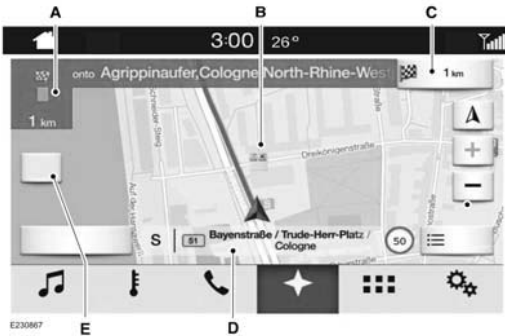 A
B
C
3:00 26°
onto Agrippinaufer,Cologne North-Rhine-West
1 km
1 km
Dreikönigenstraße
S
51
Bayenstraße / Trude-Herr-Platz /
Cologne
50
E230867
E
D